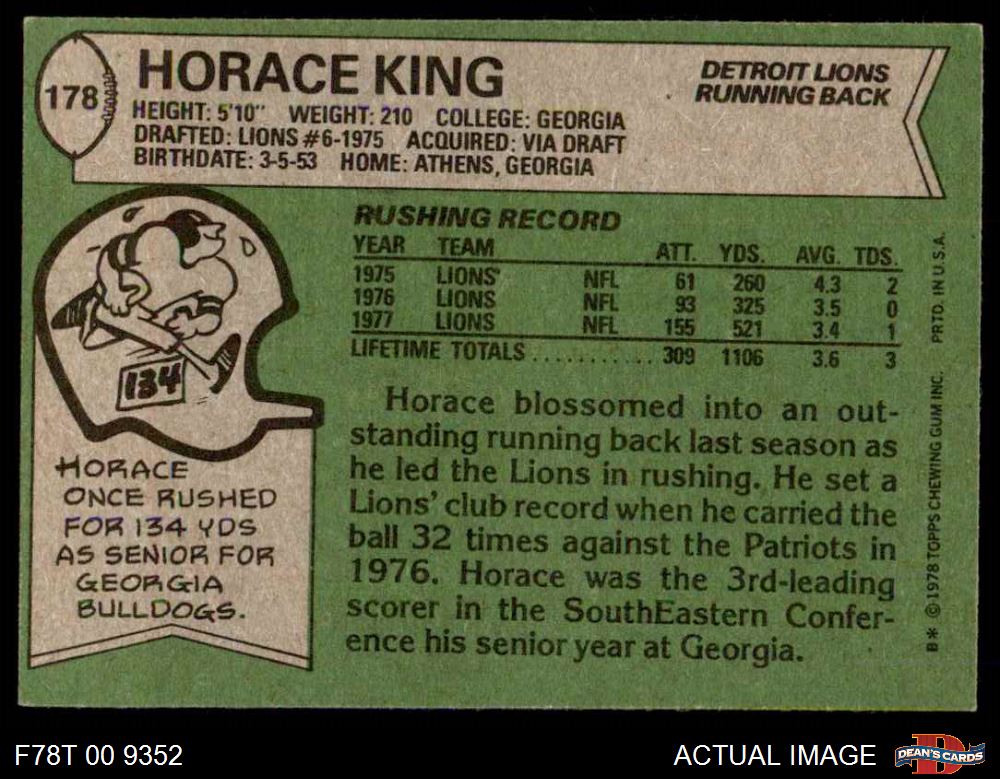 178
HORACE KING
DETROIT LIONS
RUNNING BACK
HEIGHT: 5'10" WEIGHT: 210 COLLEGE: GEORGIA
DRAFTED: LIONS #6-1975 ACQUIRED: VIA DRAFT
BIRTHDATE: 3-5-53 HOME: ATHENS, GEORGIA
RUSHING RECORD
YEAR TEAM ATT. YDS. AVG. TDS.
1975 LIONS NFL 61 260 4.3 2
1976 LIONS NFL 93 325 3.5 0
1977 LIONS NFL 155 521 3.4 1
LIFETIME TOTALS ........... 309 1106 3.6 3
134
HORACE
ONCE RUSHED
FOR 134 YDS
AS SENIOR FOR
GEORGIA
BULLDOGS.
Horace blossomed into an out-
standing running back last season as
he led the Lions in rushing. He set a
Lions' club record when he carried the
ball 32 times against the Patriots in
1976. Horace was the 3rd-leading
scorer in the SouthEastern Confer-
ence his senior year at Georgia.
B* © 1978 TOPPS CHEWING GUM INC. PRTD. IN U.S.A.
F78T 00 9352
ACTUAL IMAGE
DEAN'S CARDS